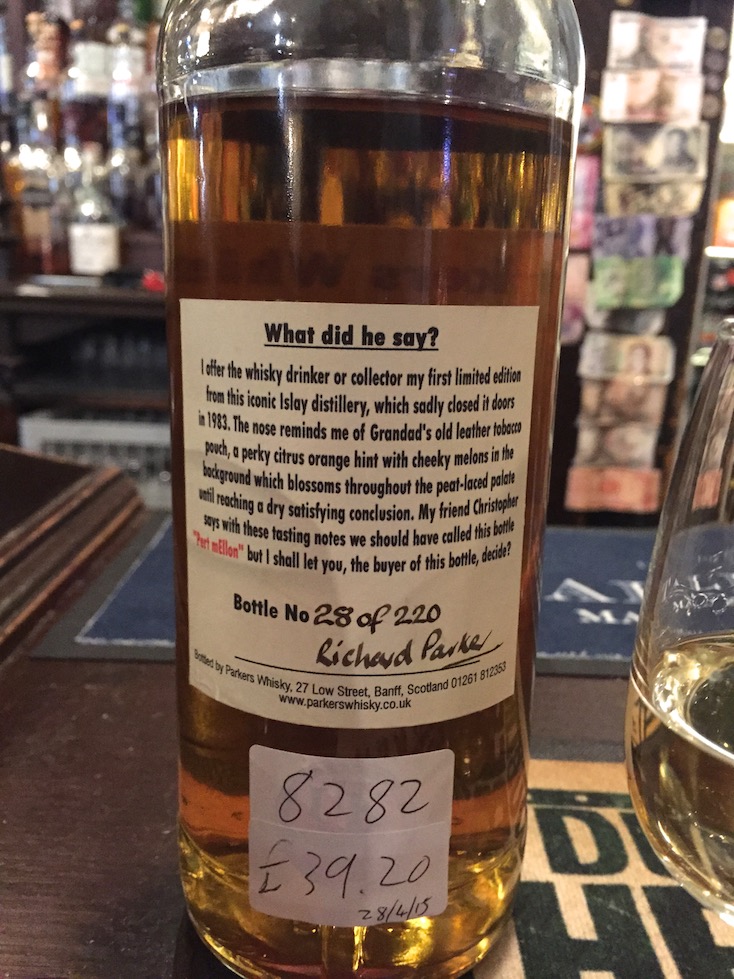 What did he say?
I offer the whisky drinker or collector my first limited edition
from this iconic Islay distillery, which sadly closed it doors
in 1983. The nose reminds me of Grandad's old leather tobacco
pouch, a perky citrus orange hint with cheeky melons in the
background which blossoms throughout the peat-laced palate
until reaching a dry satisfying conclusion. My friend Christopher
says with these tasting notes we should have called this bottle
"Port mEllon" but I shall let you, the buyer of this bottle, decide?
Bottle No 28 of 220
Richard Parker
Bottled by Parkers Whisky, 27 Low Street, Banff, Scotland 01261 812353
www.parkerswhisky.co.uk
8282
£39.20
28/4/15